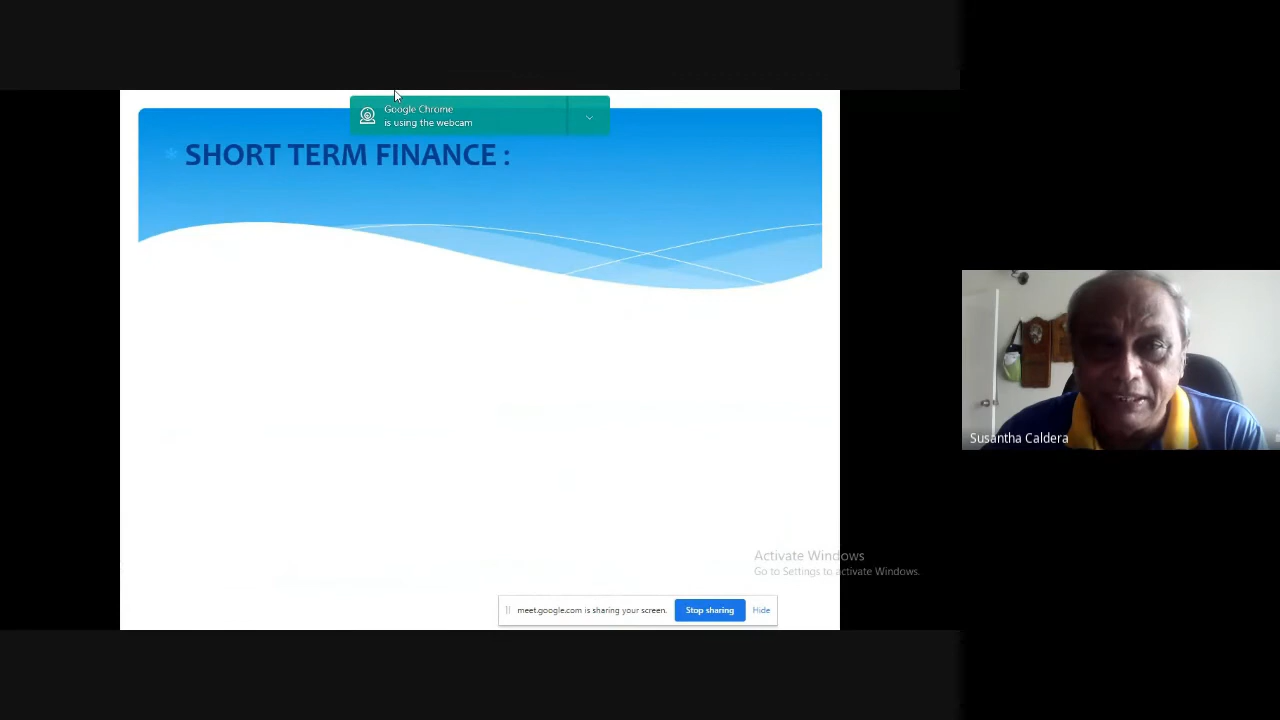 Google Chrome
is using the webcam
* SHORT TERM FINANCE :
Susantha Caldera
Activate Windows
Go to Settings to activate Windows.
meet.google.com is sharing your screen. Stop sharing Hide